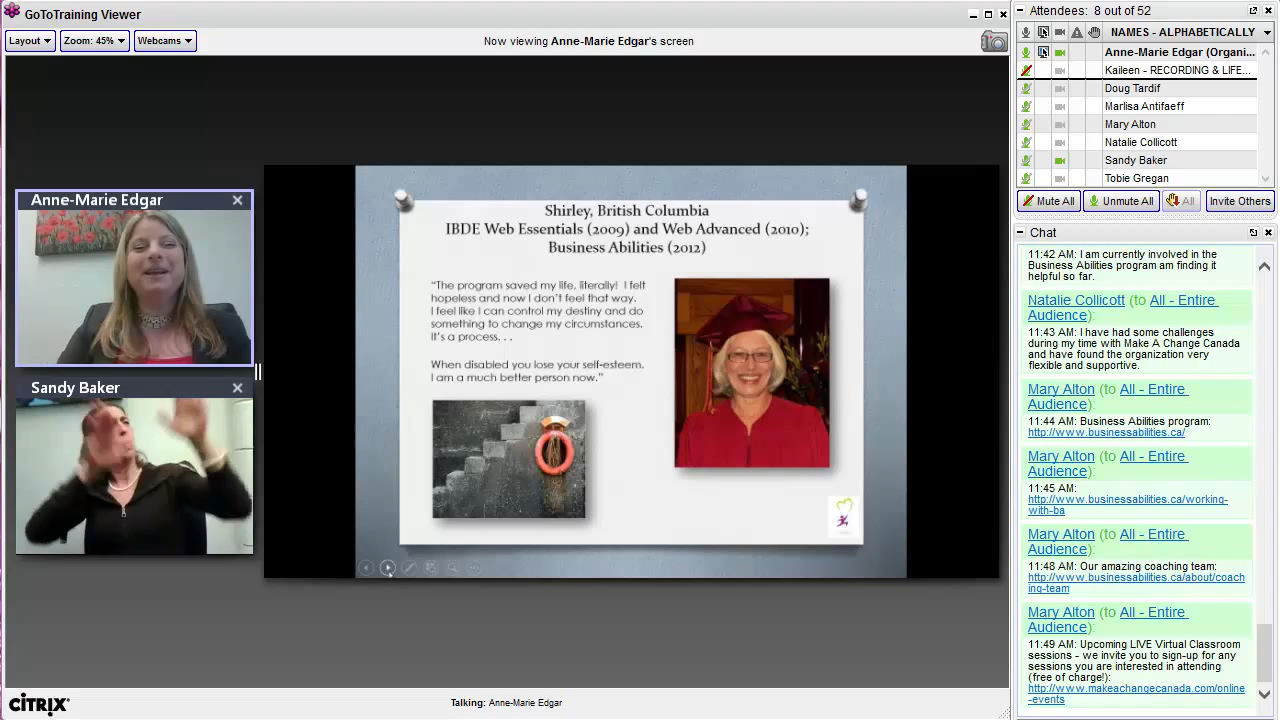 GoToTraining Viewer
Layout
Zoom: 45%
Webcams
Now viewing Anne-Marie Edgar's screen
Anne-Marie Edgar
Sandy Baker
Shirley, British Columbia
IBDE Web Essentials (2009) and Web Advanced (2010);
Business Abilities (2012)
“The program saved my life, literally! I felt
hopeless and now I don’t feel that way.
I feel like I can control my destiny and do
something to change my circumstances.
It’s a process. . .
When disabled you lose your self-esteem.
I am a much better person now.”
CITRIX
Talking: Anne-Marie Edgar
Attendees: 8 out of 52
NAMES - ALPHABETICALLY
Anne-Marie Edgar (Organi...
Kaileen - RECORDING & LIFE...
Doug Tardif
Marlisa Antifaeff
Mary Alton
Natalie Collicott
Sandy Baker
Tobie Gregan
Mute All
Unmute All
All
Invite Others
Chat
11:42 AM: I am currently involved in the
Business Abilities program am finding it
helpful so far.
Natalie Collicott (to All - Entire
Audience):
11:43 AM: I have had some challenges
during my time with Make A Change Canada
and have found the organization very
flexible and supportive.
Mary Alton (to All - Entire
Audience):
11:44 AM: Business Abilities program:
http://www.businessabilities.ca/
Mary Alton (to All - Entire
Audience):
11:45 AM:
http://www.businessabilities.ca/working-
with-ba
Mary Alton (to All - Entire
Audience):
11:48 AM: Our amazing coaching team:
http://www.businessabilities.ca/about/coach
ing-team
Mary Alton (to All - Entire
Audience):
11:49 AM: Upcoming LIVE Virtual Classroom
sessions - we invite you to sign-up for any
sessions you are interested in attending
(free of charge!):
http://www.makeachangecanada.com/online
-events